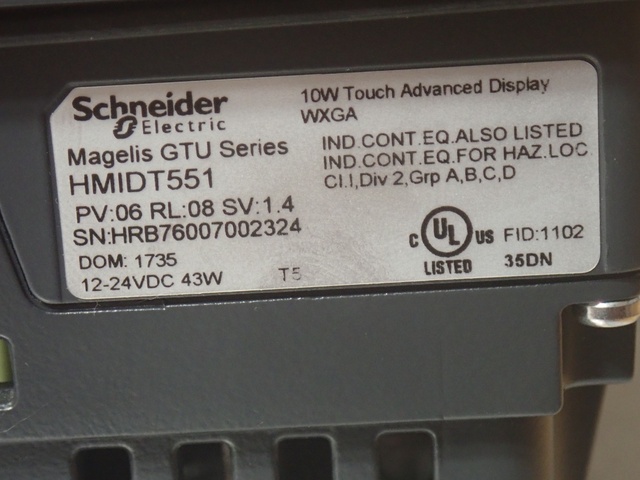 Schneider
Electric
Magelis GTU Series
HMIDT551
PV:06 RL:08 SV:1.4
SN:HRB76007002324
DOM: 1735
12-24VDC 43W T5
10W Touch Advanced Display
WXGA
IND.CONT.EQ.ALSO LISTED
IND.CONT.EQ.FOR HAZ.LOC.
Cl.I,Div 2,Grp A,B,C,D
C UL US FID:1102
LISTED 35DN